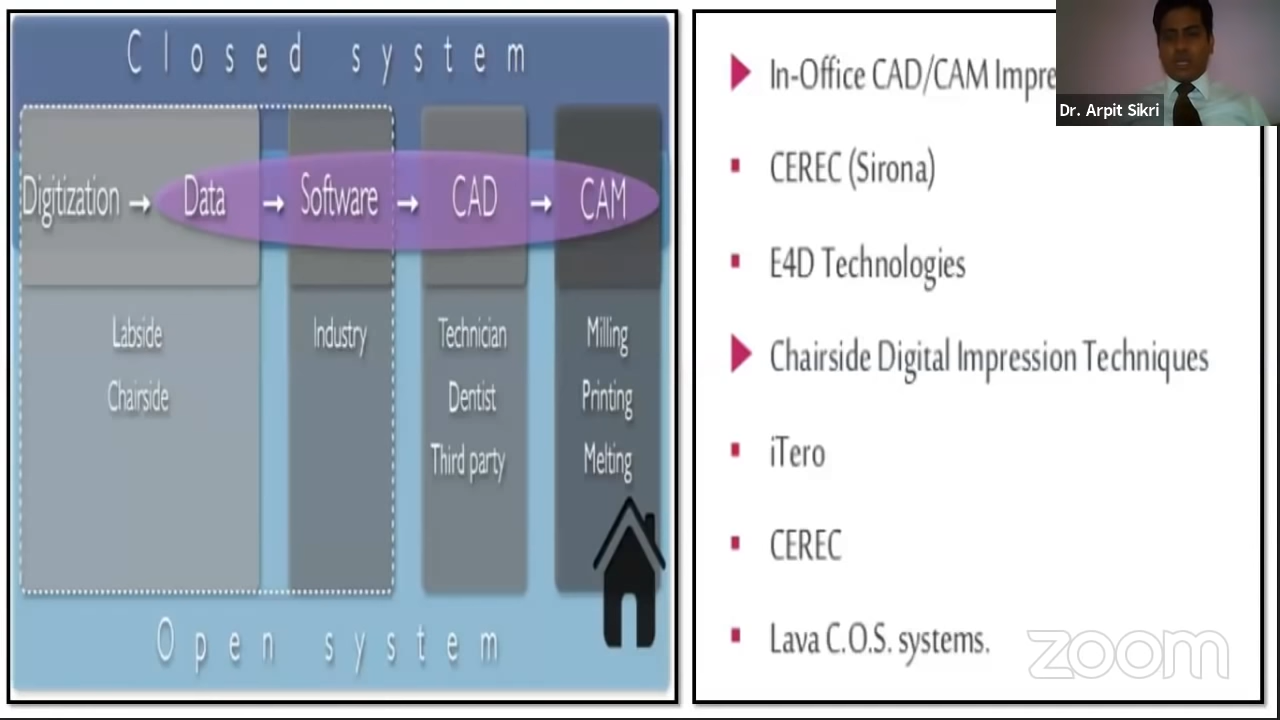 Closed system
Digitization → Data → Software → CAD → CAM
Labside
Chairside
Industry
Technician
Dentist
Third party
Milling
Printing
Melting
Open system
In-Office CAD/CAM Impre
CEREC (Sirona)
E4D Technologies
Chairside Digital Impression Techniques
iTero
CEREC
Lava C.O.S. systems.
Dr. Arpit Sikri
zoom